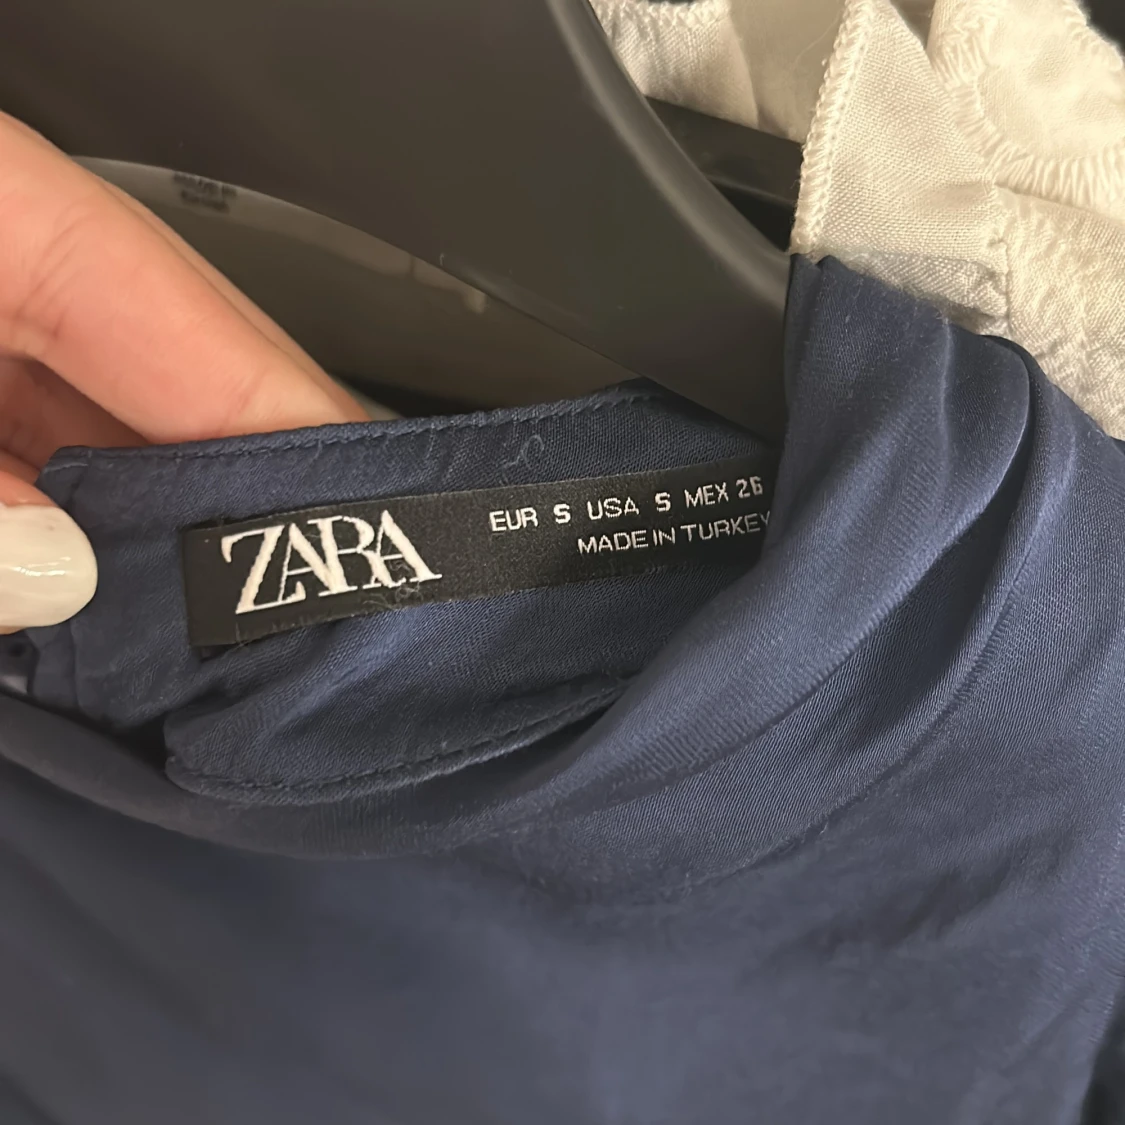 ZARA
EUR S USA S MEX 26
MADE IN TURKEY